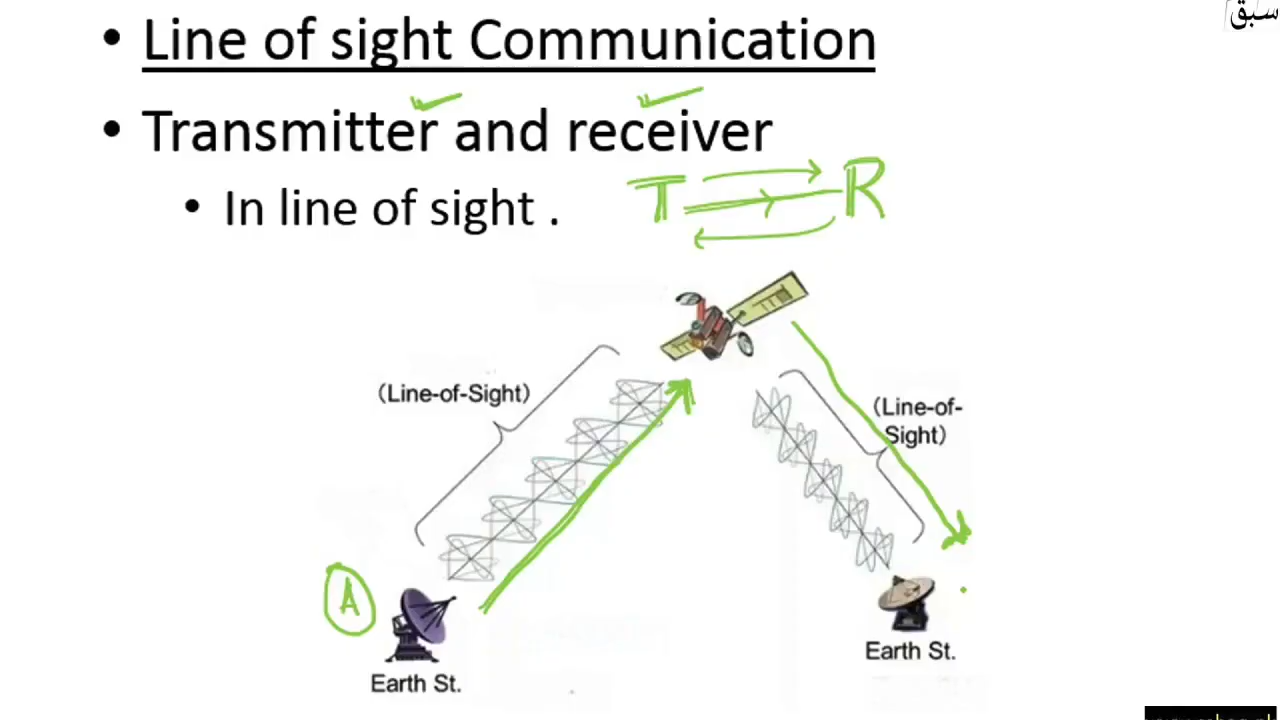 سبق
• Line of sight Communication
• Transmitter and receiver
• In line of sight .
T R
(Line-of-Sight)
(Line-of-
Sight)
A
Earth St.
Earth St.